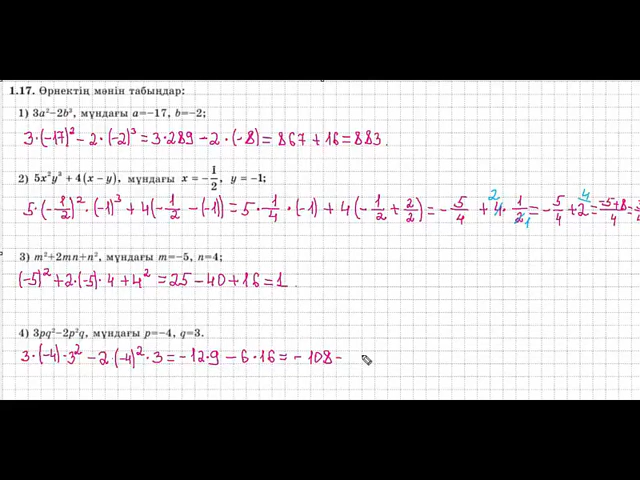 1.17. Өрнектің мәнін табыңдар:
1) 3a²−2b³, мұндағы a=−17, b=−2;
3·(−17)²−2·(−2)³=3·289−2·(−8)=867+16=883.
2) 5x²y³+4(x−y), мұндағы x=−1/2, y=−1;
5·(−1/2)²·(−1)³+4(−1/2−(−1))=5·1/4·(−1)+4(−1/2+2/2)=−5/4+4·1/2=−5/4+2=(−5+8)/4=
3) m²+2mn+n², мұндағы m=−5, n=4;
(−5)²+2·(−5)·4+4²=25−40+16=1.
4) 3pq²−2p²q, мұндағы p=−4, q=3.
3·(−4)·3²−2·(−4)²·3=−12·9−6·16=−108−